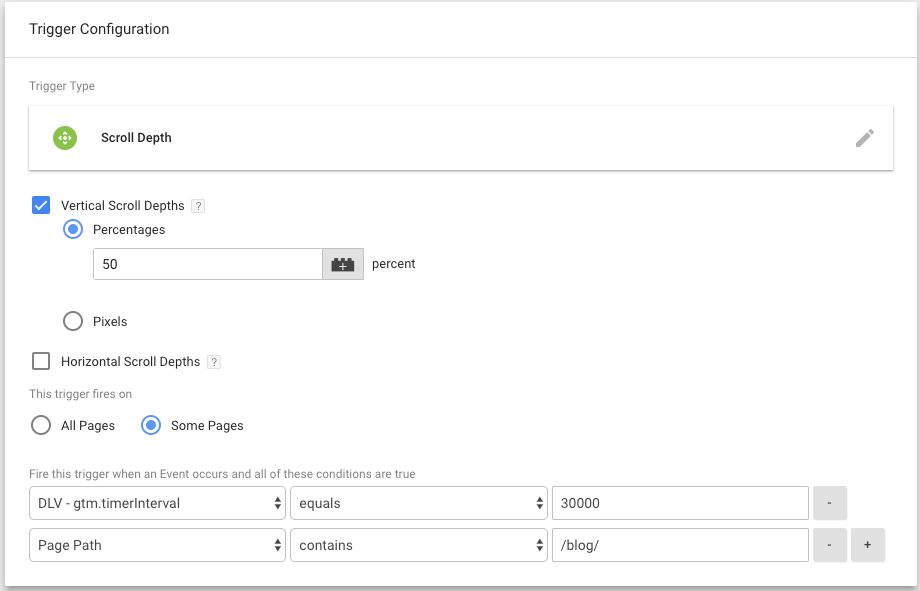 Trigger Configuration
Trigger Type
Scroll Depth
Vertical Scroll Depths ?
Percentages
50 percent
Pixels
Horizontal Scroll Depths ?
This trigger fires on
All Pages Some Pages
Fire this trigger when an Event occurs and all of these conditions are true
DLV - gtm.timerInterval equals 30000 -
Page Path contains /blog/ - +